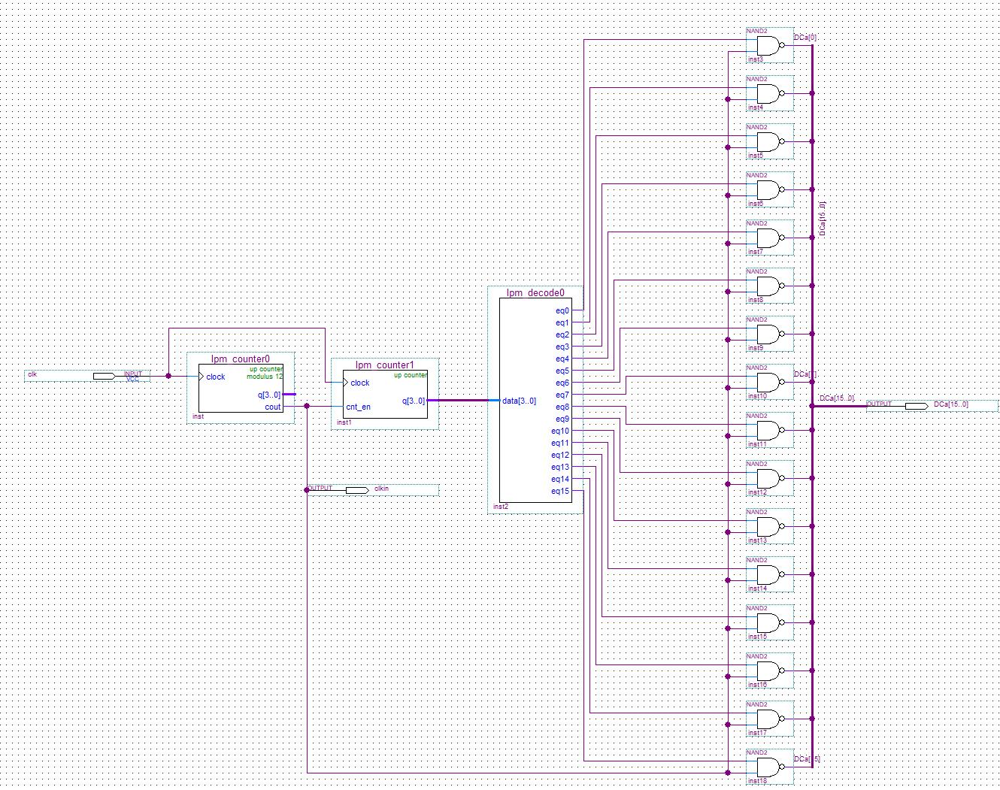 NAND2
DCa[0]
inst3
NAND2
inst4
NAND2
inst5
NAND2
inst6
DCa[15..0]
NAND2
inst7
NAND2
inst8
NAND2
inst9
NAND2
inst10
NAND2
inst11
NAND2
inst12
NAND2
inst13
NAND2
inst14
NAND2
inst15
NAND2
inst16
NAND2
inst17
NAND2
inst18
clk
INPUT
VCC
lpm_counter0
up counter
modulus 12
clock
q[3..0]
cout
inst
lpm_counter1
up counter
clock
cnt_en
q[3..0]
inst1
OUTPUT
clkin
lpm_decode0
data[3..0]
eq0
eq1
eq2
eq3
eq4
eq5
eq6
eq7
eq8
eq9
eq10
eq11
eq12
eq13
eq14
eq15
inst2
DCa[15..0]
OUTPUT
DCa[15..0]